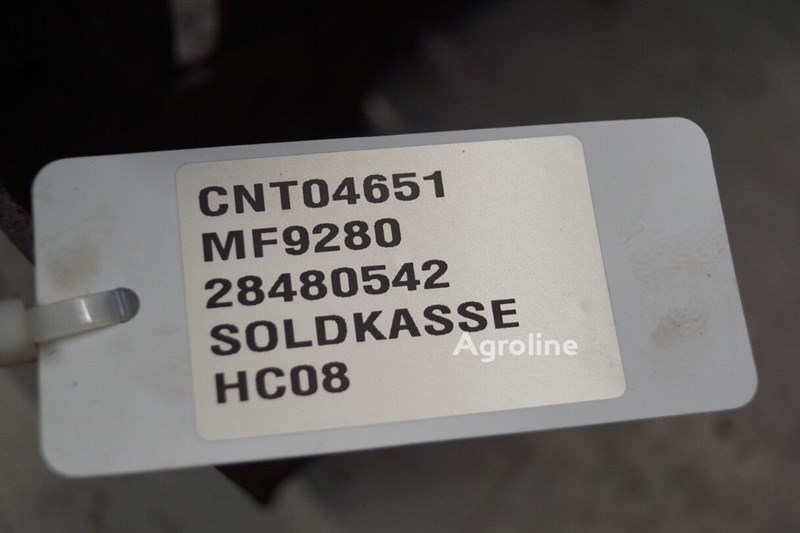 CNT04651
MF9280
28480542
SOLDKASSE
HC08
Agroline